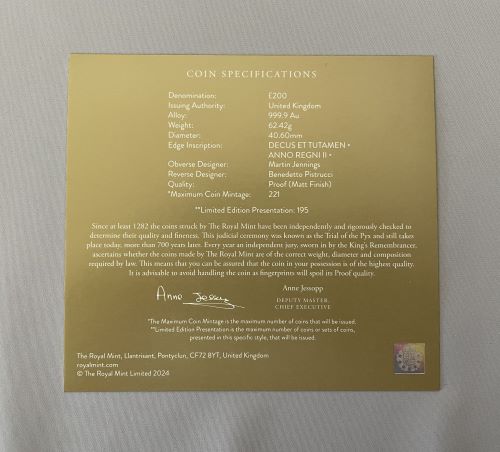 COIN SPECIFICATIONS
Denomination: £200
Issuing Authority: United Kingdom
Alloy: 999.9 Au
Weight: 62.42g
Diameter: 40.60mm
Edge Inscription: DECUS ET TUTAMEN •
ANNO REGNI II •
Obverse Designer: Martin Jennings
Reverse Designer: Benedetto Pistrucci
Quality: Proof (Matt Finish)
*Maximum Coin Mintage: 221
**Limited Edition Presentation: 195
Since at least 1282 the coins struck by The Royal Mint have been independently and rigorously checked to
determine their quality and fineness. This judicial ceremony was known as the Trial of the Pyx and still takes
place today, more than 700 years later. Every year an independent jury, sworn in by the King's Remembrancer,
ascertains whether the coins made by The Royal Mint are of the correct weight, diameter and composition
required by law. This means that you can be assured that the coin in your possession is of the highest quality.
It is advisable to avoid handling the coin as fingerprints will spoil its Proof quality.
Anne Jessopp
Anne Jessopp
DEPUTY MASTER,
CHIEF EXECUTIVE
*The Maximum Coin Mintage is the maximum number of coins that will be issued.
**Limited Edition Presentation is the maximum number of coins or sets of coins,
presented in this specific style, that will be issued.
The Royal Mint, Llantrisant, Pontyclun, CF72 8YT, United Kingdom
royalmint.com
© The Royal Mint Limited 2024